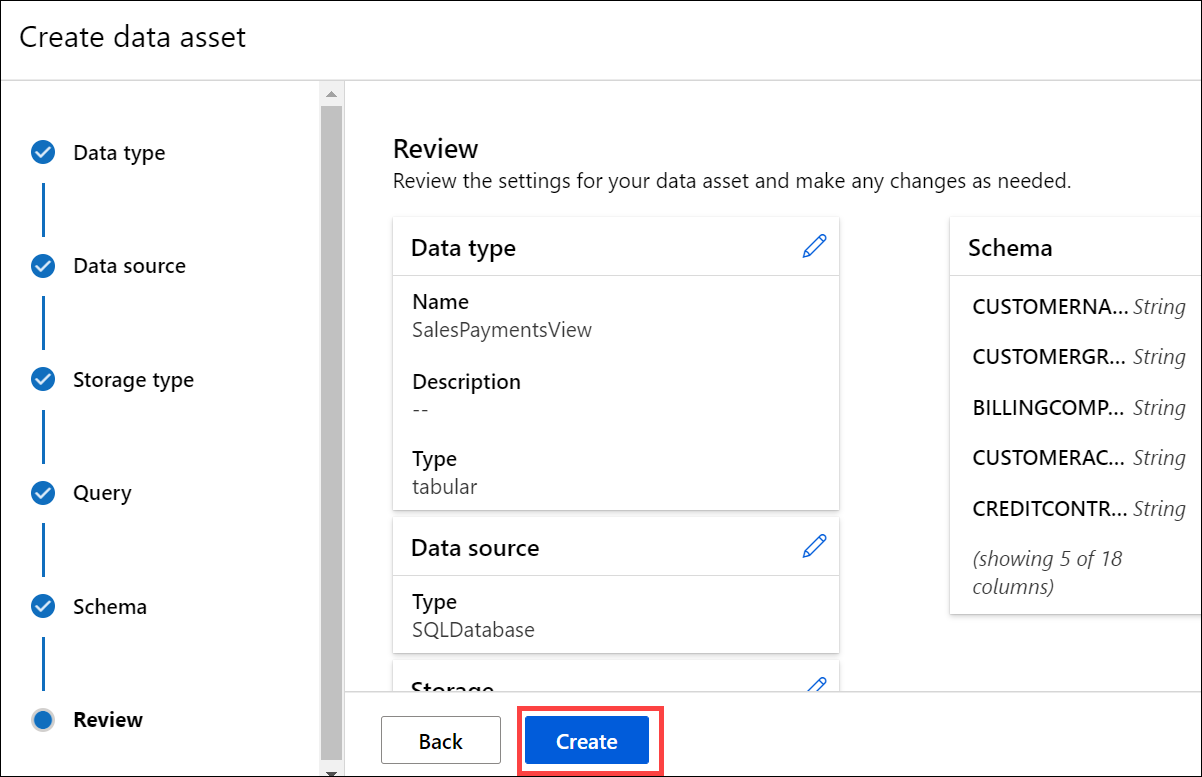 Create data asset
Data type
Data source
Storage type
Query
Schema
Review
Review
Review the settings for your data asset and make any changes as needed.
Data type
Name
SalesPaymentsView
Description
--
Type
tabular
Data source
Type
SQLDatabase
Storage
Schema
CUSTOMERNA... String
CUSTOMERGR... String
BILLINGCOMP... String
CUSTOMERAC... String
CREDITCONTR... String
(showing 5 of 18
columns)
Back
Create